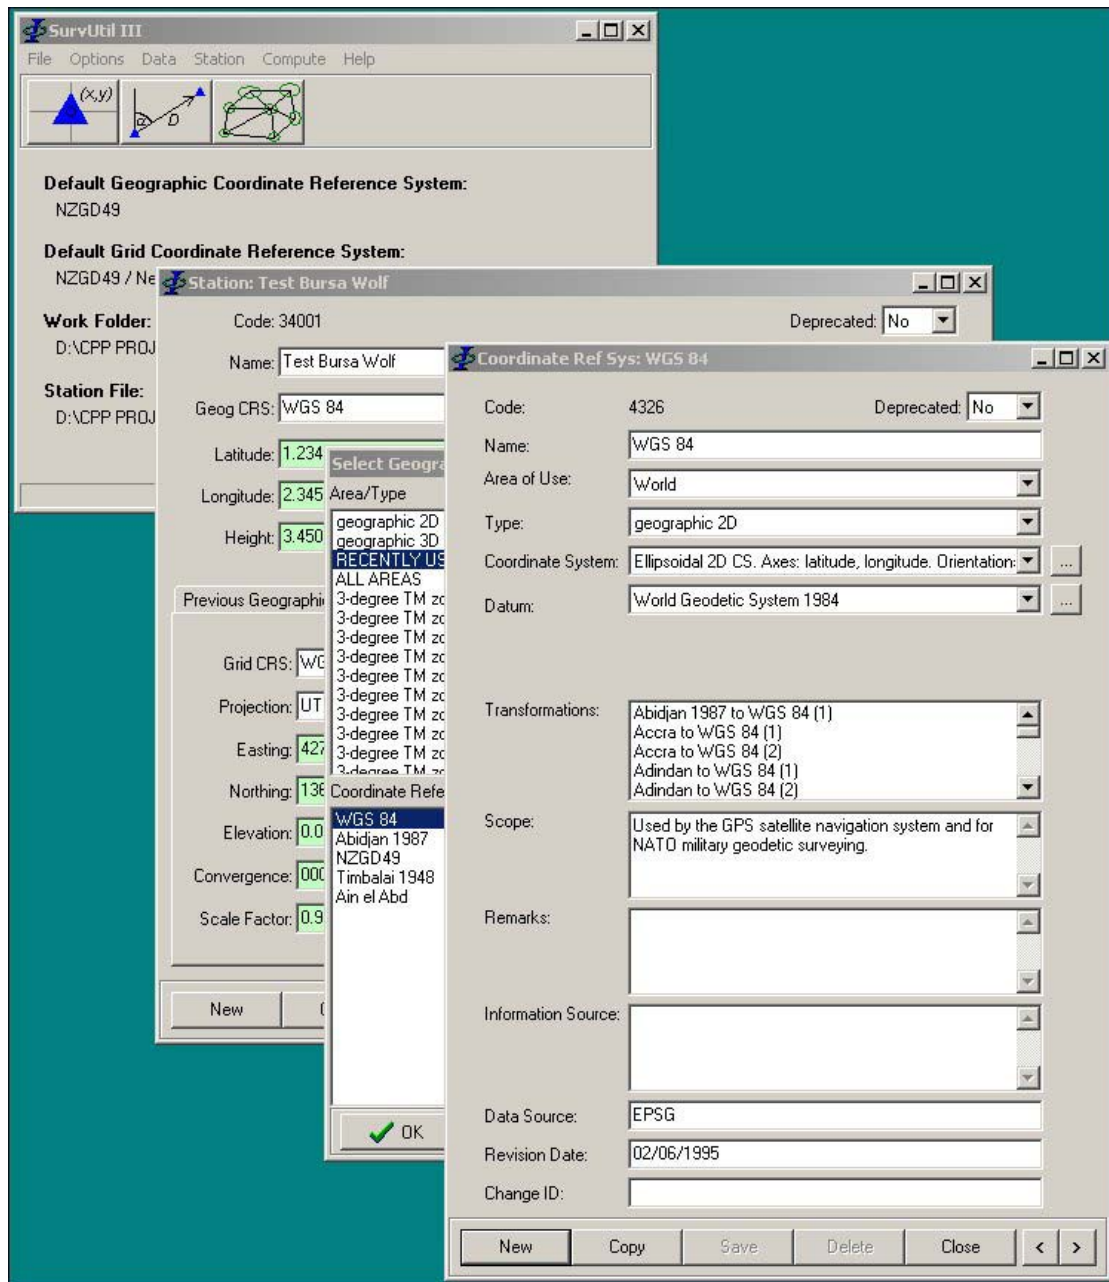 SurvUtil III
File Options Data Station Compute Help
(x,y)
α D
Default Geographic Coordinate Reference System:
NZGD49
Default Grid Coordinate Reference System:
NZGD49 / Ne
Work Folder:
D:\CPP PROJ
Station File:
D:\CPP PROJ
Station: Test Bursa Wolf
Code: 34001 Deprecated: No
Name: Test Bursa Wolf
Geog CRS: WGS 84
Latitude: 1.234
Longitude: 2.345
Height: 3.450
Previous Geographi
Grid CRS: WG
Projection: UT
Easting: 427
Northing: 136
Elevation: 0.0
Convergence: 000
Scale Factor: 0.9
New
Select Geogra
Area/Type
geographic 2D
geographic 3D
RECENTLY US
ALL AREAS
3-degree TM zo
3-degree TM zo
3-degree TM zo
3-degree TM zo
3-degree TM zo
3-degree TM zo
3-degree TM zo
3-degree TM zo
3-degree TM zo
3-degree TM zo
Coordinate Refe
WGS 84
Abidjan 1987
NZGD49
Timbalai 1948
Ain el Abd
OK
Coordinate Ref Sys: WGS 84
Code: 4326 Deprecated: No
Name: WGS 84
Area of Use: World
Type: geographic 2D
Coordinate System: Ellipsoidal 2D CS. Axes: latitude, longitude. Orientation: ...
Datum: World Geodetic System 1984 ...
Transformations: Abidjan 1987 to WGS 84 (1)
Accra to WGS 84 (1)
Accra to WGS 84 (2)
Adindan to WGS 84 (1)
Adindan to WGS 84 (2)
Scope: Used by the GPS satellite navigation system and for
NATO military geodetic surveying.
Remarks:
Information Source:
Data Source: EPSG
Revision Date: 02/06/1995
Change ID:
New Copy Save Delete Close < >